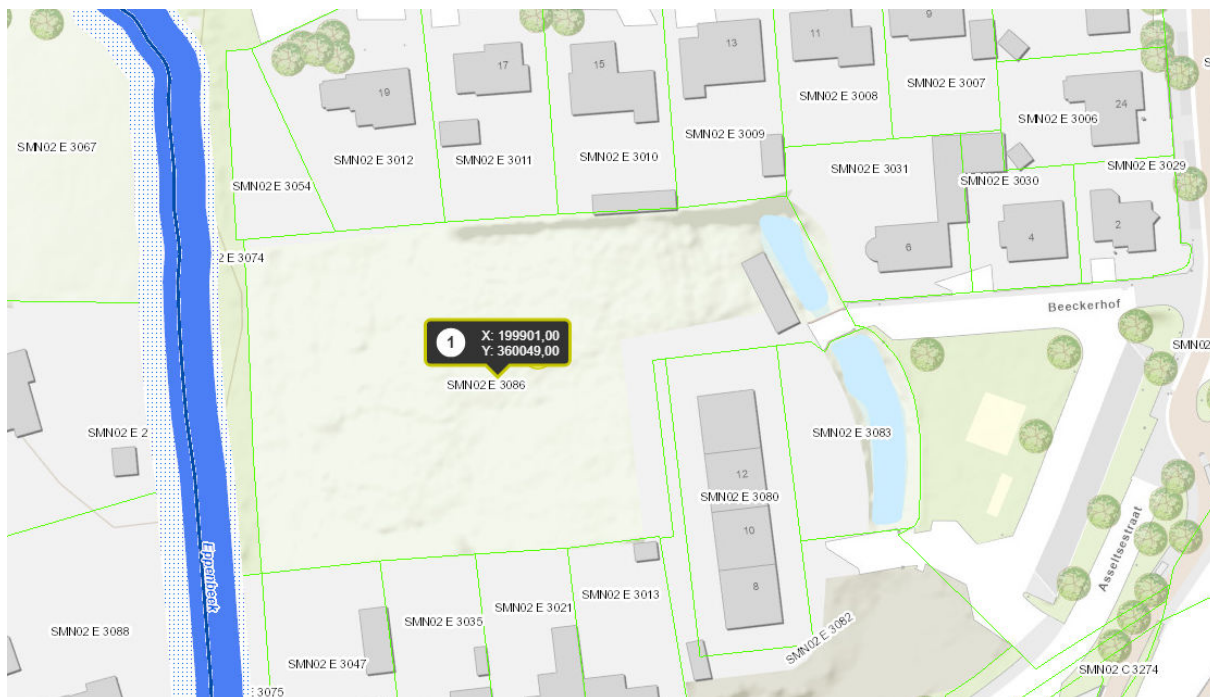 9
13
11
17
15
19
24
SMN02 E 3007
SMN02 E 3008
SMN02 E 3006
SMN02 E 3009
SMN02 E 3067
SMN02 E 3012
SMN02 E 3011
SMN02 E 3010
SMN02 E 3031
SMN02 E 3029
SMN02 E 3030
SMN02 E 3054
2
4
6
2 E 3074
Beeckerhof
1
X: 199901,00
Y: 360049,00
SMN02
SMN02 E 3086
SMN02 E 2
SMN02 E 3083
12
SMN02 E 3080
10
Asseltsestraat
Eppenbeek
8
SMN02 E 3013
SMN02 E 3021
SMN02 E 3035
SMN02 E 3088
SMN02 E 3082
SMN02 E 3047
SMN02 C 3274
3075